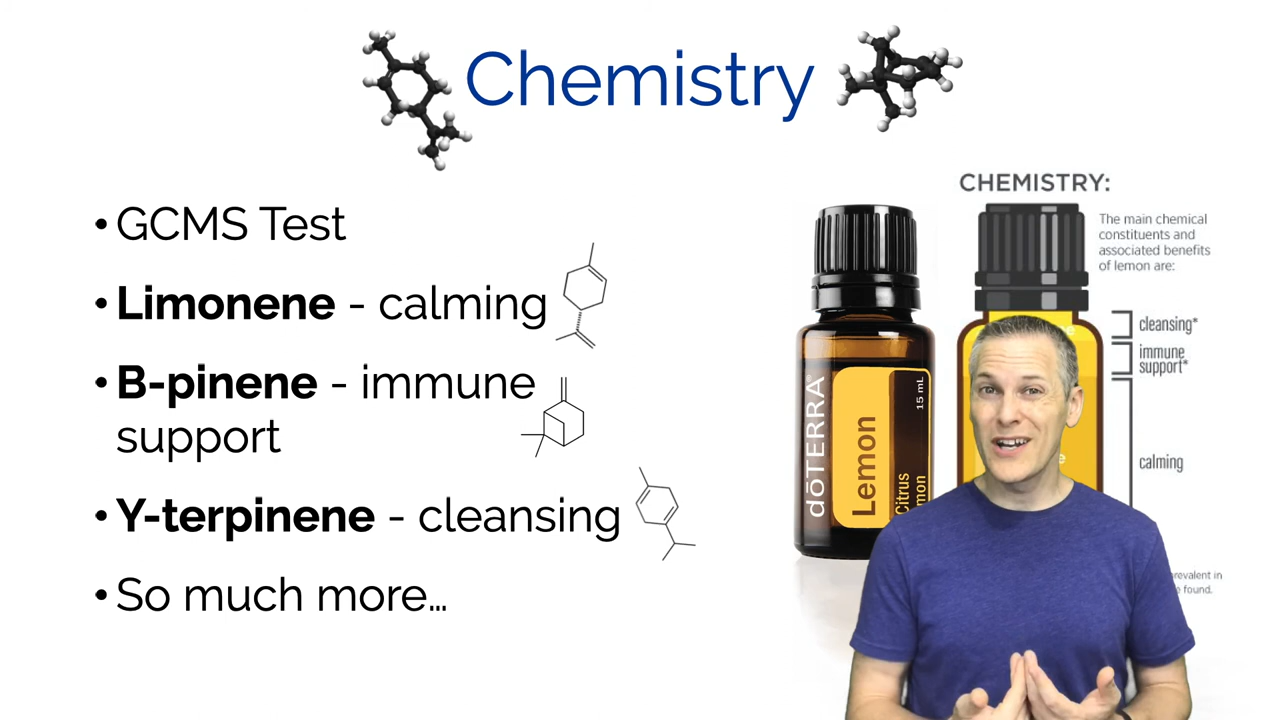 Chemistry
• GCMS Test
• Limonene - calming
• B-pinene - immune
support
• Y-terpinene - cleansing
• So much more…
CHEMISTRY:
The main chemical
constituents and
associated benefits
of lemon are:
cleansing*
immune
support*
calming
dōTERRA®
Lemon
Citrus
15 mL